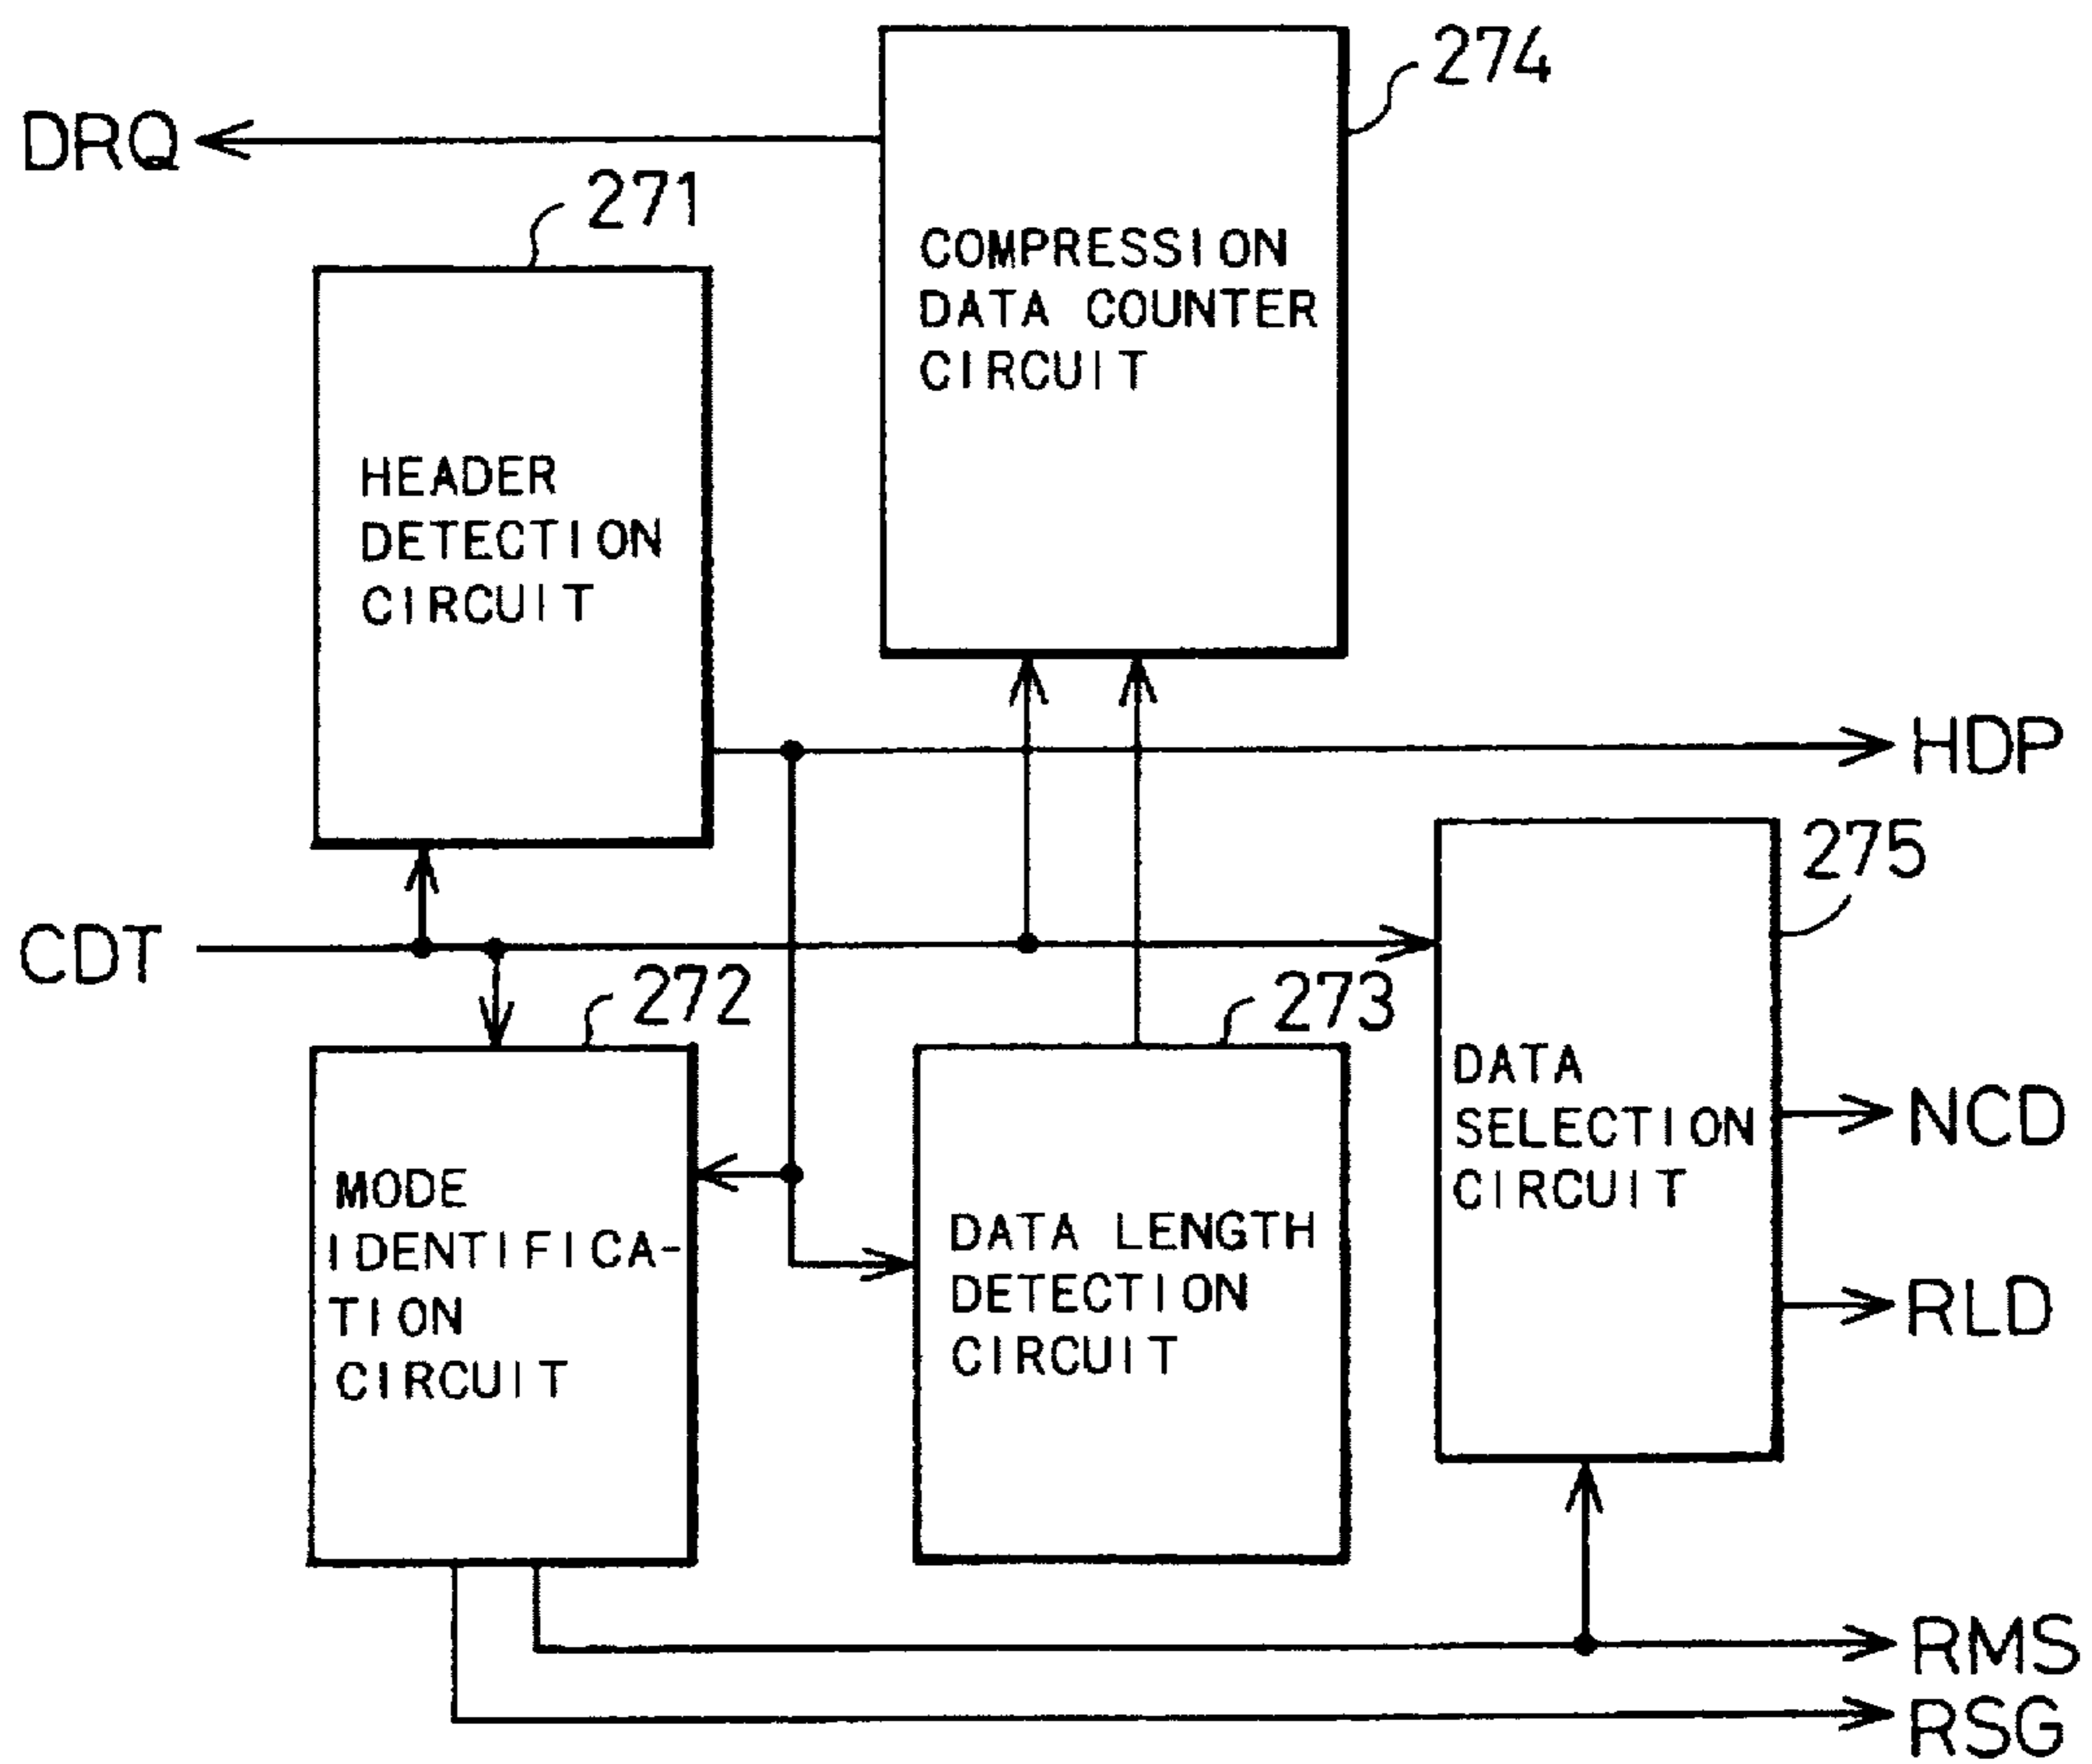 274
DRQ
271
COMPRESSION
DATA COUNTER
CIRCUIT
HEADER
DETECTION
CIRCUIT
HDP
275
CDT
272
273
DATA
SELECTION
CIRCUIT
NCD
MODE
IDENTIFICA-
TION
CIRCUIT
DATA LENGTH
DETECTION
CIRCUIT
RLD
RMS
RSG